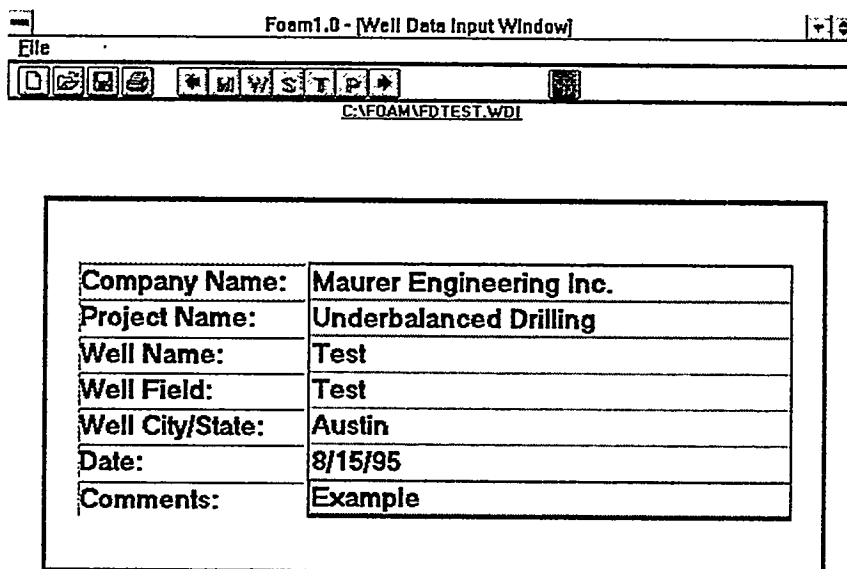 Foam1.0 - [Well Data Input Window]
File
M W S T P
C:\FOAM\FDTEST.WDI
Company Name: Maurer Engineering Inc.
Project Name: Underbalanced Drilling
Well Name: Test
Well Field: Test
Well City/State: Austin
Date: 8/15/95
Comments: Example